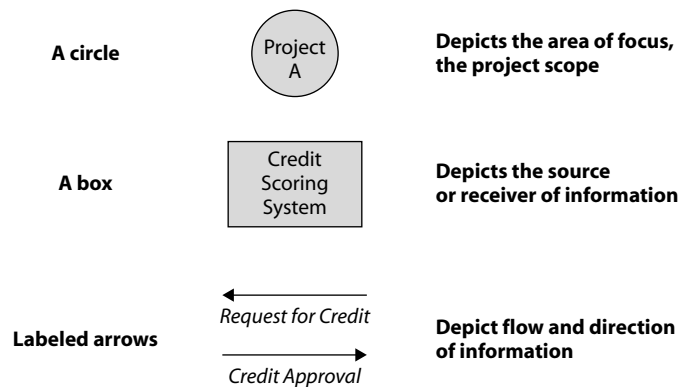 A circle
Project
A
Depicts the area of focus,
the project scope
A box
Credit
Scoring
System
Depicts the source
or receiver of information
Labeled arrows
Request for Credit
Credit Approval
Depict flow and direction
of information